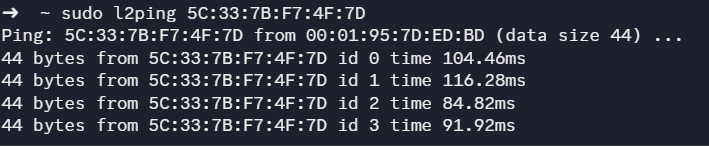 ➜  ~ sudo l2ping 5C:33:7B:F7:4F:7D
Ping: 5C:33:7B:F7:4F:7D from 00:01:95:7D:ED:BD (data size 44) ...
44 bytes from 5C:33:7B:F7:4F:7D id 0 time 104.46ms
44 bytes from 5C:33:7B:F7:4F:7D id 1 time 116.28ms
44 bytes from 5C:33:7B:F7:4F:7D id 2 time 84.82ms
44 bytes from 5C:33:7B:F7:4F:7D id 3 time 91.92ms